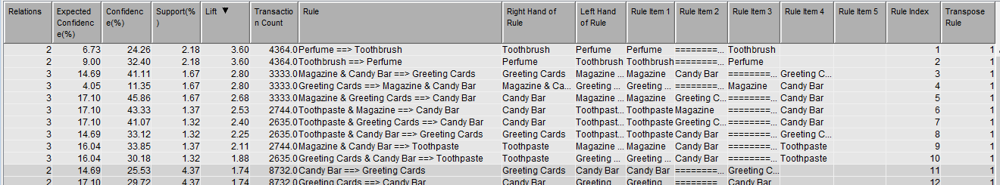 Relations Expected Confidenc e(%) Confidenc e(%) Support(% ) Lift ▼ Transactio n Count Rule Right Hand of Rule Left Hand of Rule Rule Item 1 Rule Item 2 Rule Item 3 Rule Item 4 Rule Item 5 Rule Index Transpose Rule
2 6.73 24.26 2.18 3.60 4364.0 Perfume ==> Toothbrush Toothbrush Perfume Perfume ========... Toothbrush 1 1
2 9.00 32.40 2.18 3.60 4364.0 Toothbrush ==> Perfume Perfume Toothbrush Toothbrush ========... Perfume 2 1
3 14.69 41.11 1.67 2.80 3333.0 Magazine & Candy Bar ==> Greeting Cards Greeting Cards Magazine ... Magazine Candy Bar ========... Greeting C... 3 1
3 4.05 11.35 1.67 2.80 3333.0 Greeting Cards ==> Magazine & Candy Bar Magazine & Ca... Greeting ... Greeting ... ========... Magazine Candy Bar 4 1
3 17.10 45.86 1.67 2.68 3333.0 Magazine & Greeting Cards ==> Candy Bar Candy Bar Magazine ... Magazine Greeting C... ========... Candy Bar 5 1
3 17.10 43.33 1.37 2.53 2744.0 Toothpaste & Magazine ==> Candy Bar Candy Bar Toothpast... Toothpaste Magazine ========... Candy Bar 6 1
3 17.10 41.07 1.32 2.40 2635.0 Toothpaste & Greeting Cards ==> Candy Bar Candy Bar Toothpast... Toothpaste Greeting C... ========... Candy Bar 7 1
3 14.69 33.12 1.32 2.25 2635.0 Toothpaste & Candy Bar ==> Greeting Cards Greeting Cards Toothpast... Toothpaste Candy Bar ========... Greeting C... 8 1
3 16.04 33.85 1.37 2.11 2744.0 Magazine & Candy Bar ==> Toothpaste Toothpaste Magazine ... Magazine Candy Bar ========... Toothpaste 9 1
3 16.04 30.18 1.32 1.88 2635.0 Greeting Cards & Candy Bar ==> Toothpaste Toothpaste Greeting ... Greeting ... Candy Bar ========... Toothpaste 10 1
2 14.69 25.53 4.37 1.74 8732.0 Candy Bar ==> Greeting Cards Greeting Cards Candy Bar Candy Bar ========... Greeting C... 11 1
2 17.10 29.72 4.37 1.74 8732.0 Greeting Cards ==> Candy Bar Candy Bar Greeting Greeting ======== Candy Bar 12 1